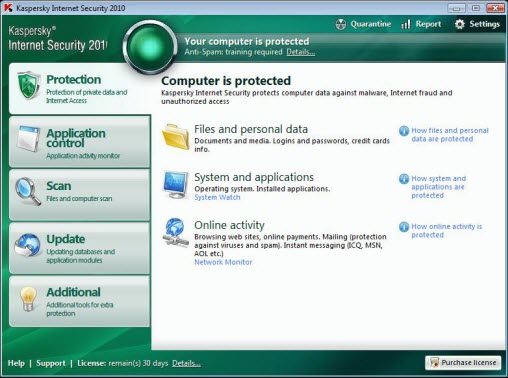 Kaspersky Internet Security 2010
Quarantine
Report
Settings
Kaspersky®
Internet Security 201
Your computer is protected
Anti-Spam: training required Details...
Protection
Protection of private data and
Internet Access
Application
control
Application activity monitor
Scan
Files and computer scan
Update
Updating databases and
application modules
Additional
Additional tools for extra
protection
Computer is protected
Kaspersky Internet Security protects computer data against malware, Internet fraud and
unauthorized access
Files and personal data
Documents and media. Logins and passwords, credit cards
info.
How files and personal
data are protected
System and applications
Operating system. Installed applications.
System Watch
How system and
applications are
protected
Online activity
Browsing web sites, online payments. Mailing (protection
against viruses and spam). Instant messaging (ICQ, MSN,
AOL etc.)
Network Monitor
How online activity is
protected
Help | Support | License: remain(s) 30 days Details...
Purchase license